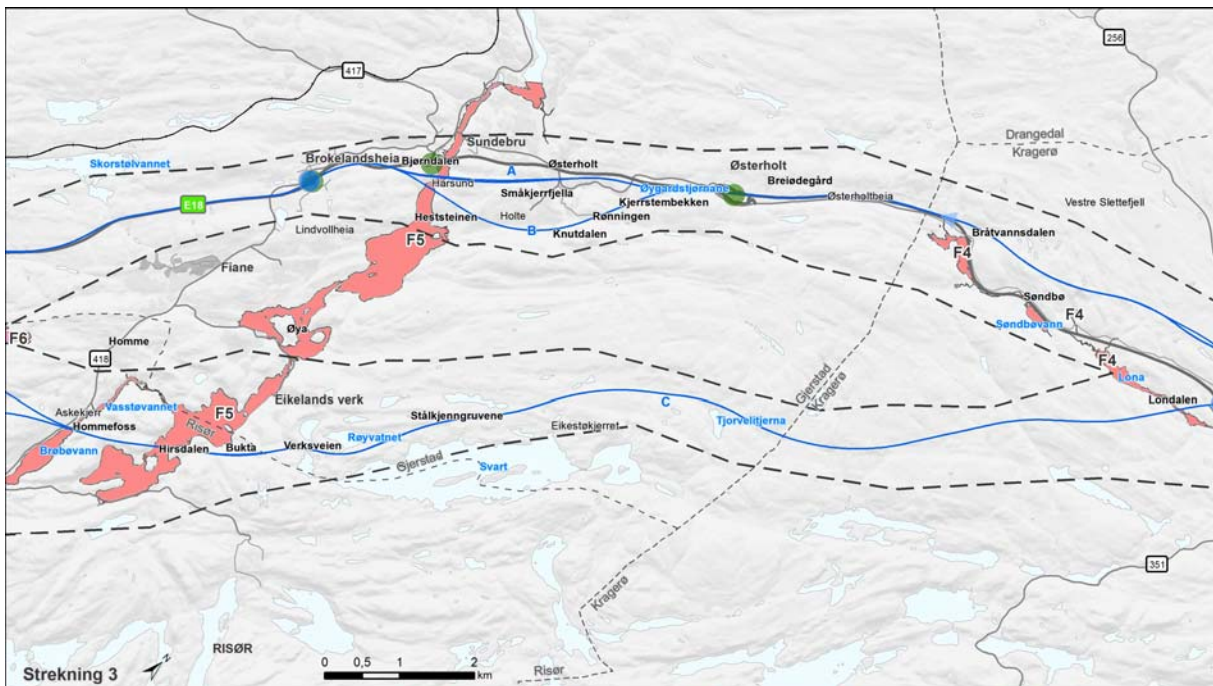 256
417
Drangedal
Kragerø
Sundebru
Skorstølvannet
Brokelandsheia
Bjørndalen
A
Østerholt
Østerholt
Hårsund
Småkjerrfjella
Øygardstjørnane
Breiødegård
E18
Kjerrstembekken
Østerholtheia
Vestre Slettefjell
Heststeinen
Holte
Rønningen
Lindvollheia
B
Knutdalen
Bråtvannsdalen
F5
F4
Fiane
Søndbø
F4
Øya
Søndbøvann
F6
Homme
418
F4
Lona
Gjerstad
Kragerø
Eikelands verk
Vasstøvannet
C
Londalen
Askekjerr
F5
Stålkjenngruvene
Tjorvelitjerna
Hommefoss
Risør
Røyvatnet
Eikestøkjerret
Brøbøvann
Hirsdalen
Bukta
Verksveien
Gjerstad
Svart
351
Kragerø
RISØR
Risør
Strekning 3
N
0 0,5 1 2
km